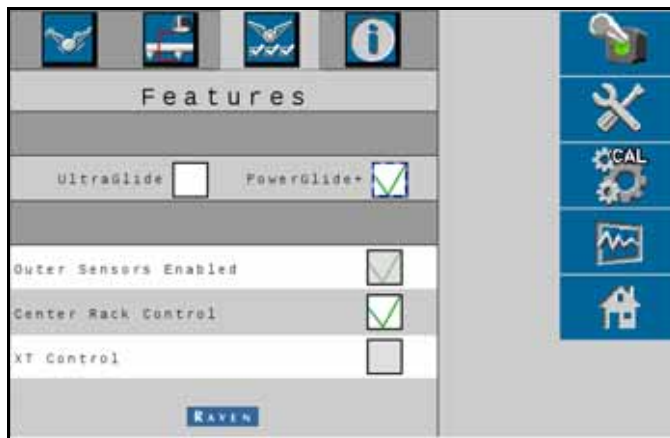 Features
UltraGlide PowerGlide+
Outer Sensors Enabled
Center Rack Control
XT Control
RAVEN
CAL